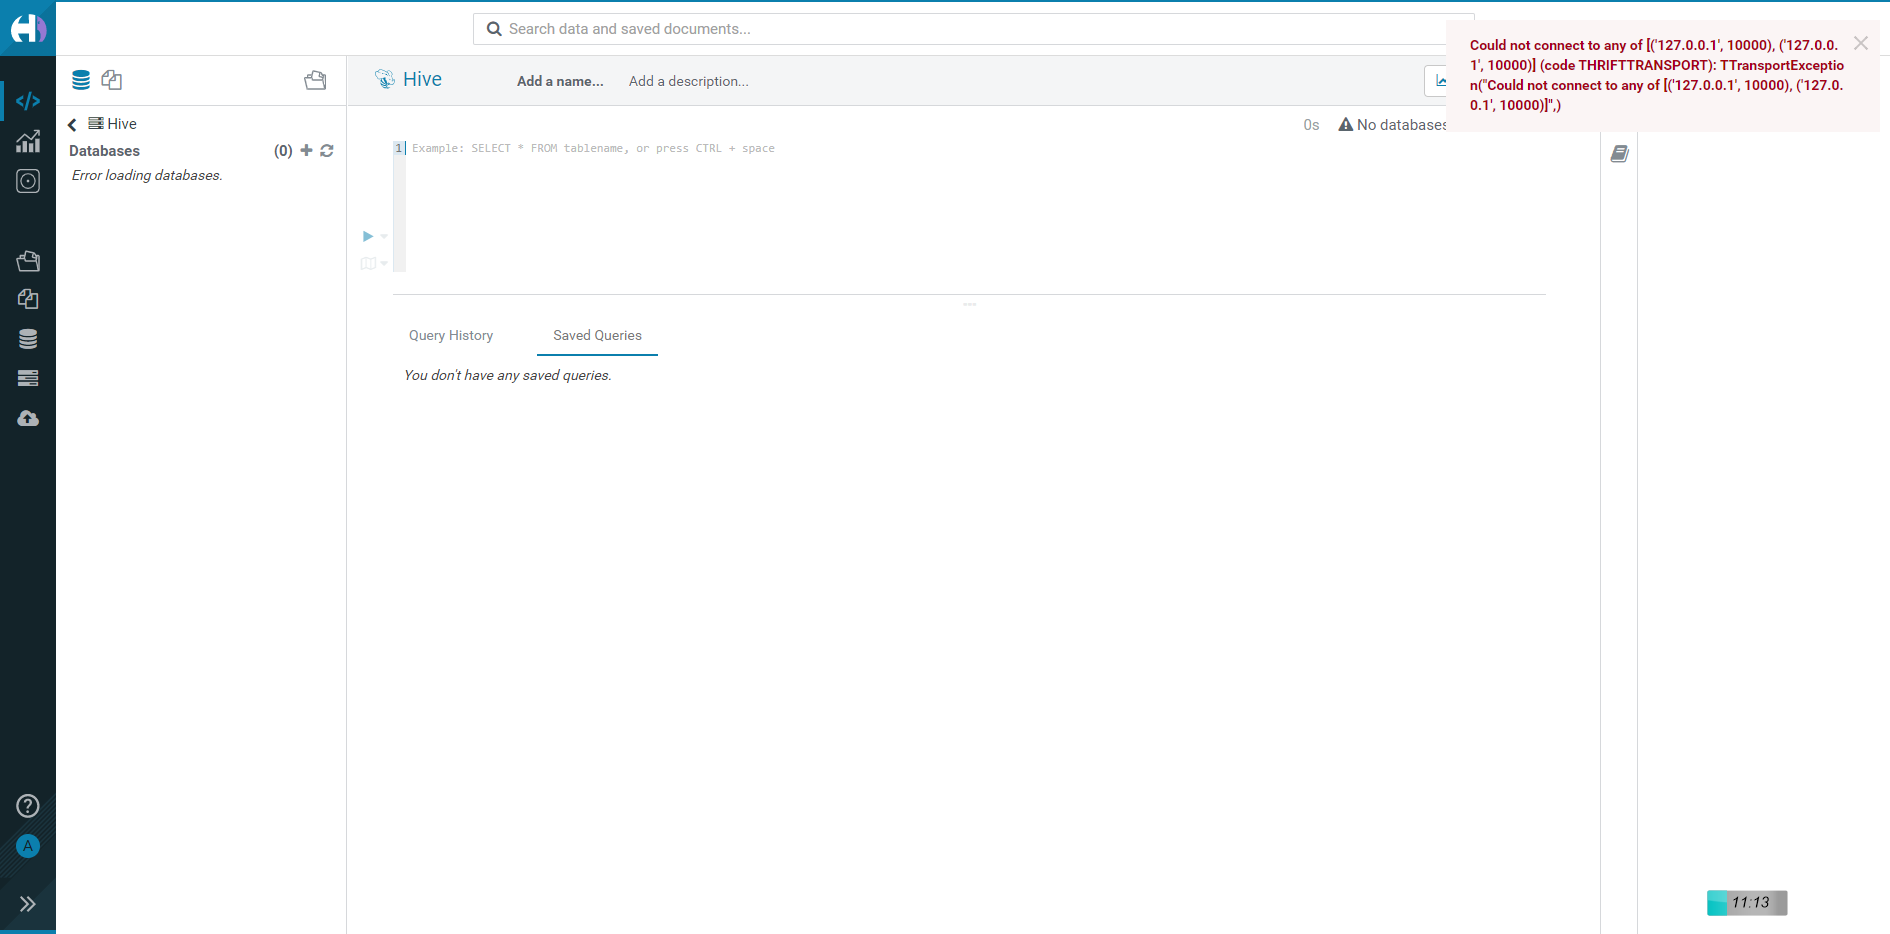 Search data and saved documents...
Could not connect to any of [('127.0.0.1', 10000), ('127.0.0.
1', 10000)] (code THRIFTTRANSPORT): TTransportExceptio
n("Could not connect to any of [('127.0.0.1', 10000), ('127.0.
0.1', 10000)]",)
Hive
Add a name...
Add a description...
Hive
Databases
(0)
Error loading databases.
0s
No databases
1
Example: SELECT * FROM tablename, or press CTRL + space
Query History
Saved Queries
You don't have any saved queries.
A
11:13